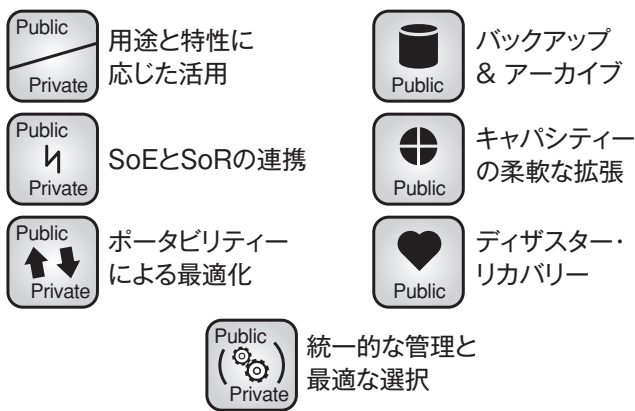 Public
Private
用途と特性に
応じた活用
Public
バックアップ
& アーカイブ
Public
Private
SoEとSoRの連携
Public
キャパシティー
の柔軟な拡張
Public
Private
ポータビリティー
による最適化
Public
ディザスター・
リカバリー
Public
Private
統一的な管理と
最適な選択